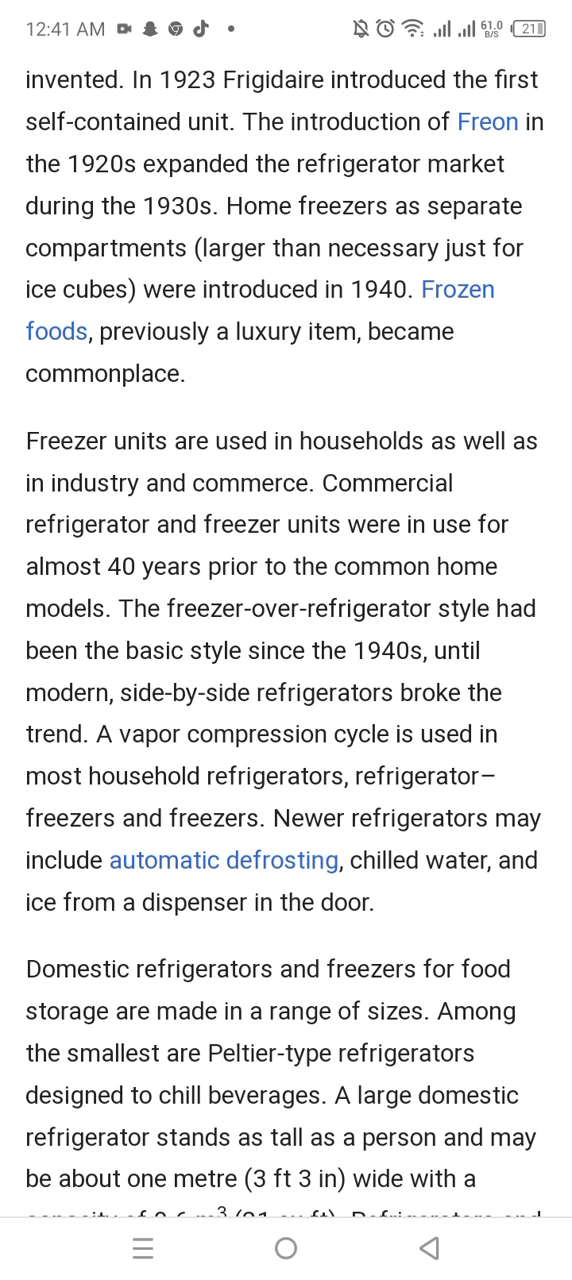 12:41 AM
61.0
B/S
21
invented. In 1923 Frigidaire introduced the first
self-contained unit. The introduction of Freon in
the 1920s expanded the refrigerator market
during the 1930s. Home freezers as separate
compartments (larger than necessary just for
ice cubes) were introduced in 1940. Frozen
foods, previously a luxury item, became
commonplace.
Freezer units are used in households as well as
in industry and commerce. Commercial
refrigerator and freezer units were in use for
almost 40 years prior to the common home
models. The freezer-over-refrigerator style had
been the basic style since the 1940s, until
modern, side-by-side refrigerators broke the
trend. A vapor compression cycle is used in
most household refrigerators, refrigerator–
freezers and freezers. Newer refrigerators may
include automatic defrosting, chilled water, and
ice from a dispenser in the door.
Domestic refrigerators and freezers for food
storage are made in a range of sizes. Among
the smallest are Peltier-type refrigerators
designed to chill beverages. A large domestic
refrigerator stands as tall as a person and may
be about one metre (3 ft 3 in) wide with a